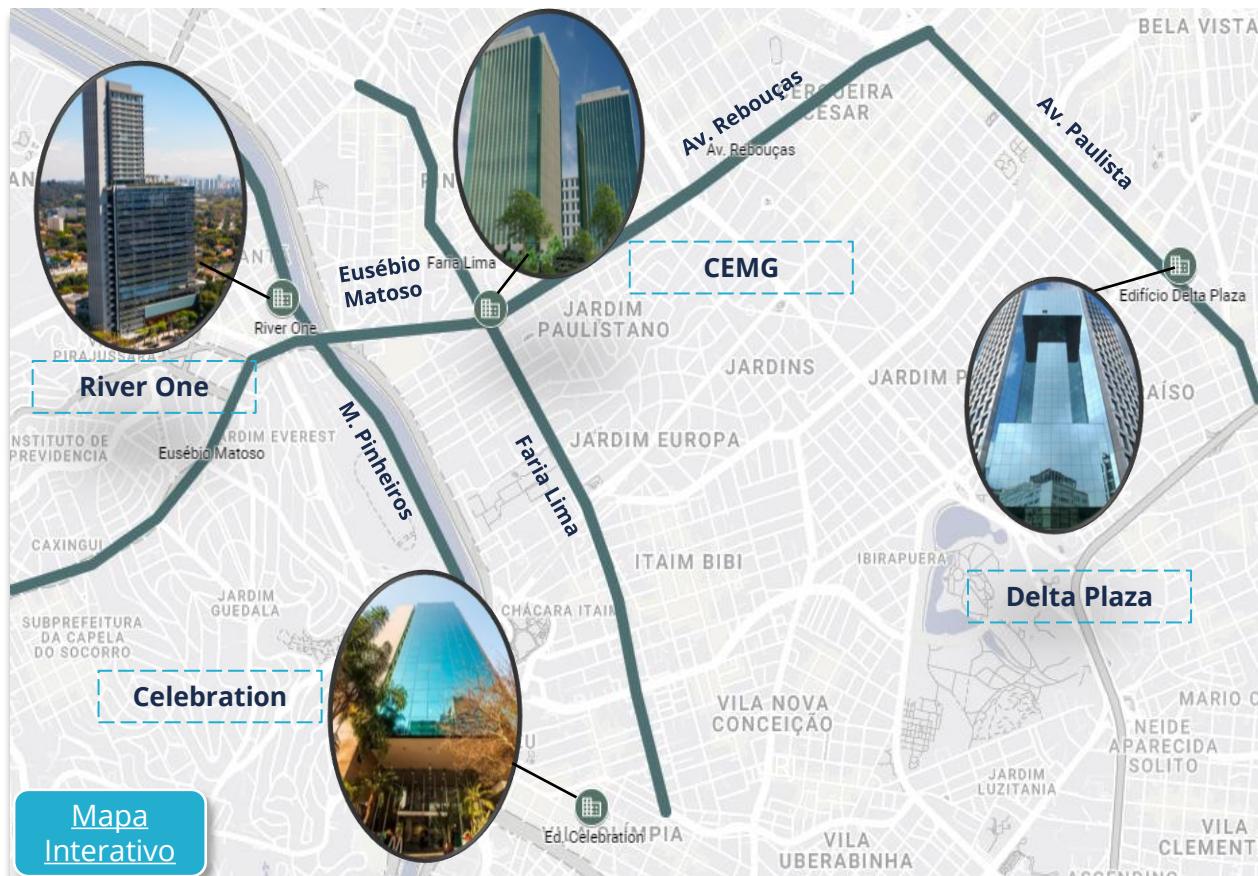 BELA VISTA
CERQUEIRA
CESAR
Av. Rebouças
Av. Rebouças
Av. Paulista
CEMG
Eusébio
Matoso
Faria Lima
River One
Edifício Delta Plaza
JARDIM
PAULISTANO
PIRAJUSSARA
River One
JARDINS
JARDIM P
AÍSO
M. Pinheiros
Faria Lima
JARDIM EUROPA
NSTITUTO DE
PREVIDENCIA
JARDIM EVEREST
Eusébio Matoso
CAXINGUI
ITAIM BIBI
IBIRAPUERA
Delta Plaza
JARDIM
GUEDALA
CHÁCARA ITAIM
SUBPREFEITURA
DA CAPELA
DO SOCORRO
Celebration
VILA NOVA
CONCEIÇÃO
MARIO
NEIDE
APARECIDA
SOLITO
JARDIM
LUZITANIA
Mapa
Interativo
VILA OLÍMPIA
Ed. Celebration
VILA
UBERABINHA
VILA
CLEMENT